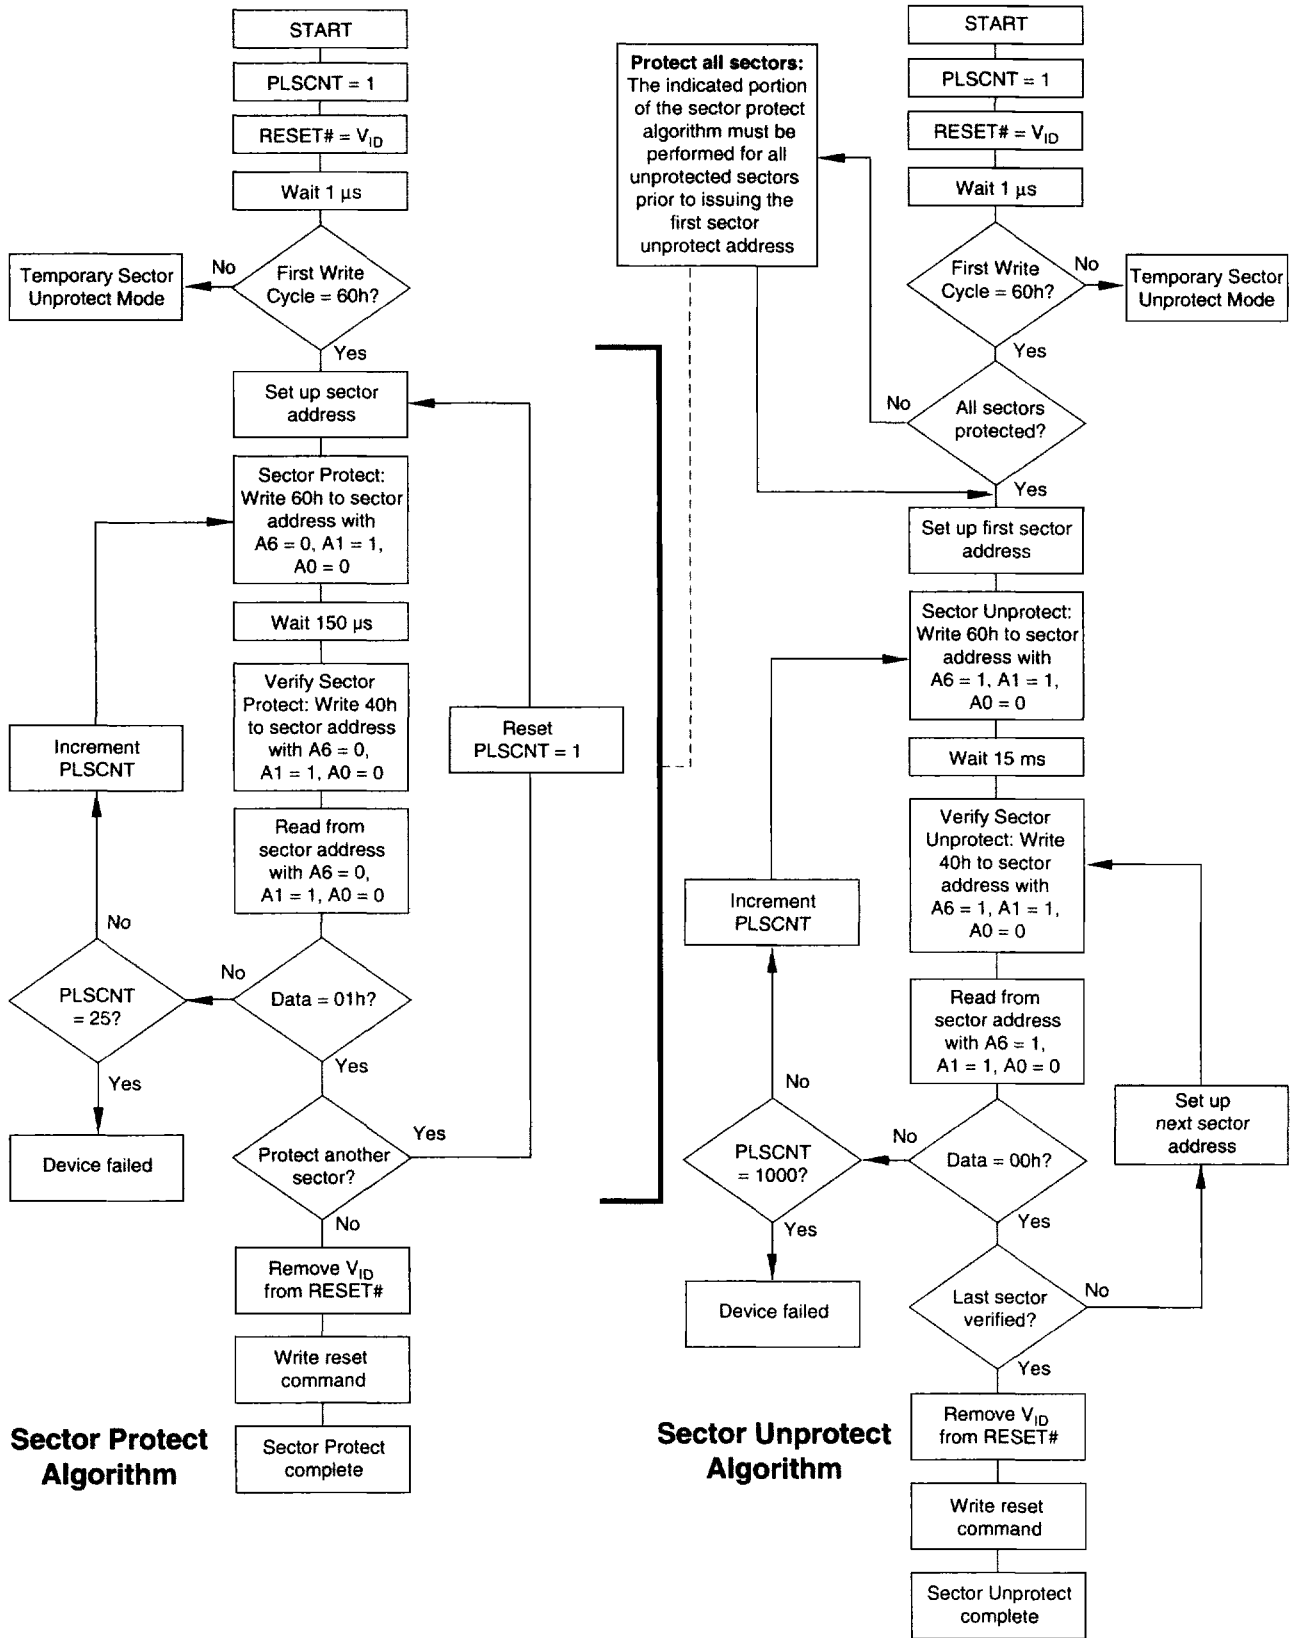 START
PLSCNT = 1
RESET# = VID
Wait 1 µs
First Write
Cycle = 60h?
No
Temporary Sector
Unprotect Mode
Yes
Set up sector
address
Sector Protect:
Write 60h to sector
address with
A6 = 0, A1 = 1,
A0 = 0
Wait 150 µs
Verify Sector
Protect: Write 40h
to sector address
with A6 = 0,
A1 = 1, A0 = 0
Read from
sector address
with A6 = 0,
A1 = 1, A0 = 0
Data = 01h?
No
PLSCNT
= 25?
No
Increment
PLSCNT
Yes
Device failed
Yes
Protect another
sector?
Yes
Reset
PLSCNT = 1
No
Remove VID
from RESET#
Write reset
command
Sector Protect
complete
Sector Protect
Algorithm
Protect all sectors:
The indicated portion
of the sector protect
algorithm must be
performed for all
unprotected sectors
prior to issuing the
first sector
unprotect address
START
PLSCNT = 1
RESET# = VID
Wait 1 µs
First Write
Cycle = 60h?
No
Temporary Sector
Unprotect Mode
Yes
All sectors
protected?
No
Yes
Set up first sector
address
Sector Unprotect:
Write 60h to sector
address with
A6 = 1, A1 = 1,
A0 = 0
Wait 15 ms
Verify Sector
Unprotect: Write
40h to sector
address with
A6 = 1, A1 = 1,
A0 = 0
Read from
sector address
with A6 = 1,
A1 = 1, A0 = 0
Data = 00h?
No
PLSCNT
= 1000?
No
Increment
PLSCNT
Yes
Device failed
Yes
Last sector
verified?
No
Set up
next sector
address
Yes
Remove VID
from RESET#
Write reset
command
Sector Unprotect
complete
Sector Unprotect
Algorithm